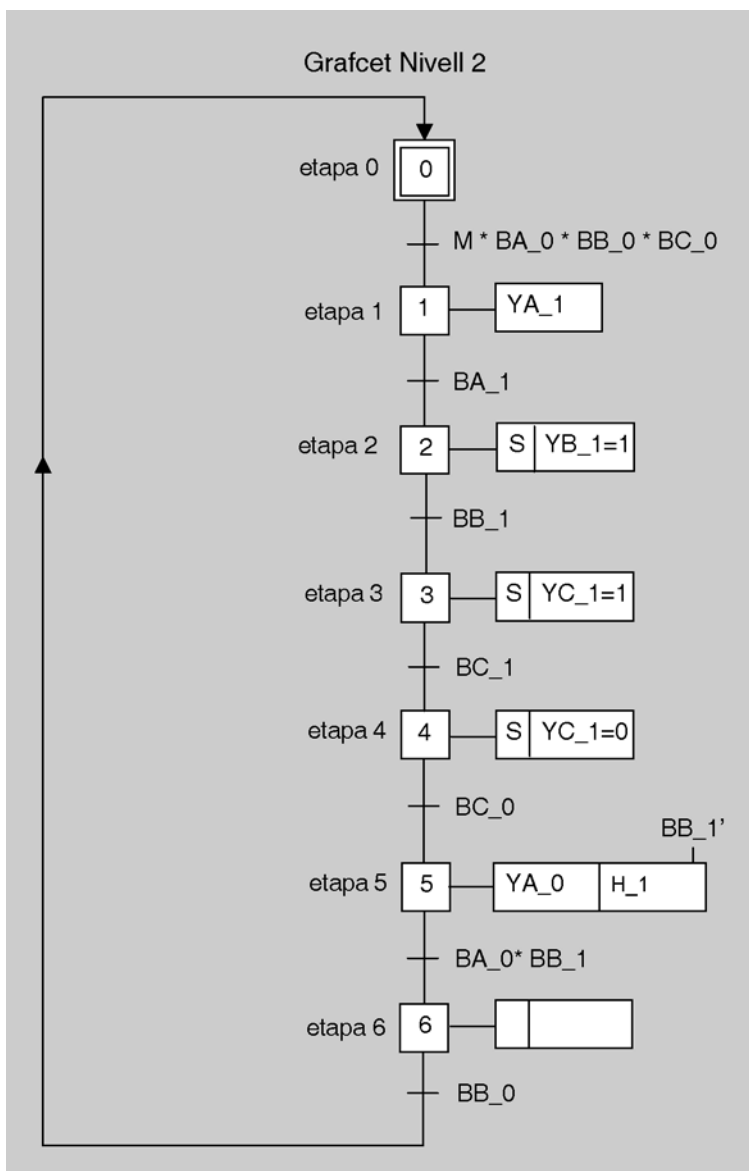 Grafcet Nivell 2
etapa 0
0
M * BA_0 * BB_0 * BC_0
etapa 1
1
YA_1
BA_1
etapa 2
2
S YB_1=1
BB_1
etapa 3
3
S YC_1=1
BC_1
etapa 4
4
S YC_1=0
BC_0
BB_1’
etapa 5
5
YA_0 H_1
BA_0* BB_1
etapa 6
6
BB_0